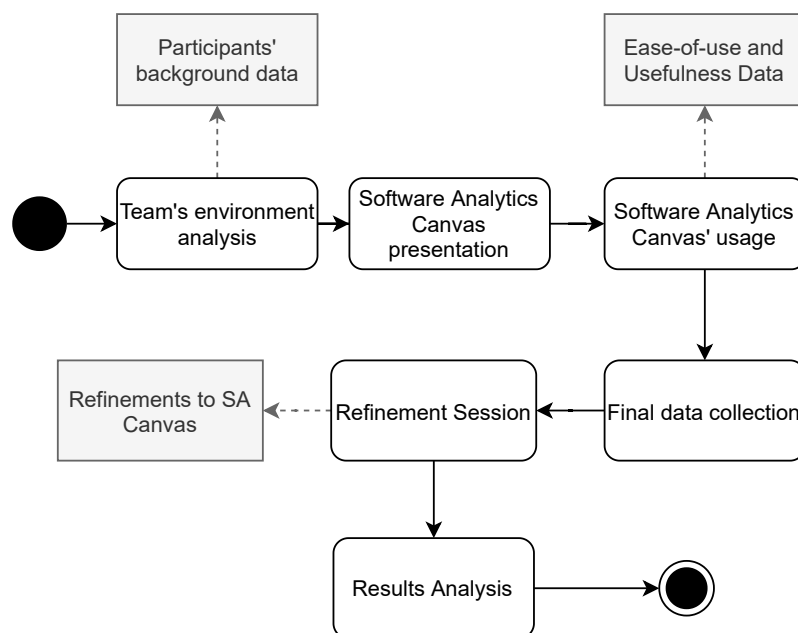 Participants'
background data
Ease-of-use and
Usefulness Data
Team's environment
analysis
Software Analytics
Canvas
presentation
Software Analytics
Canvas' usage
Refinements to SA
Canvas
Refinement Session
Final data collection
Results Analysis